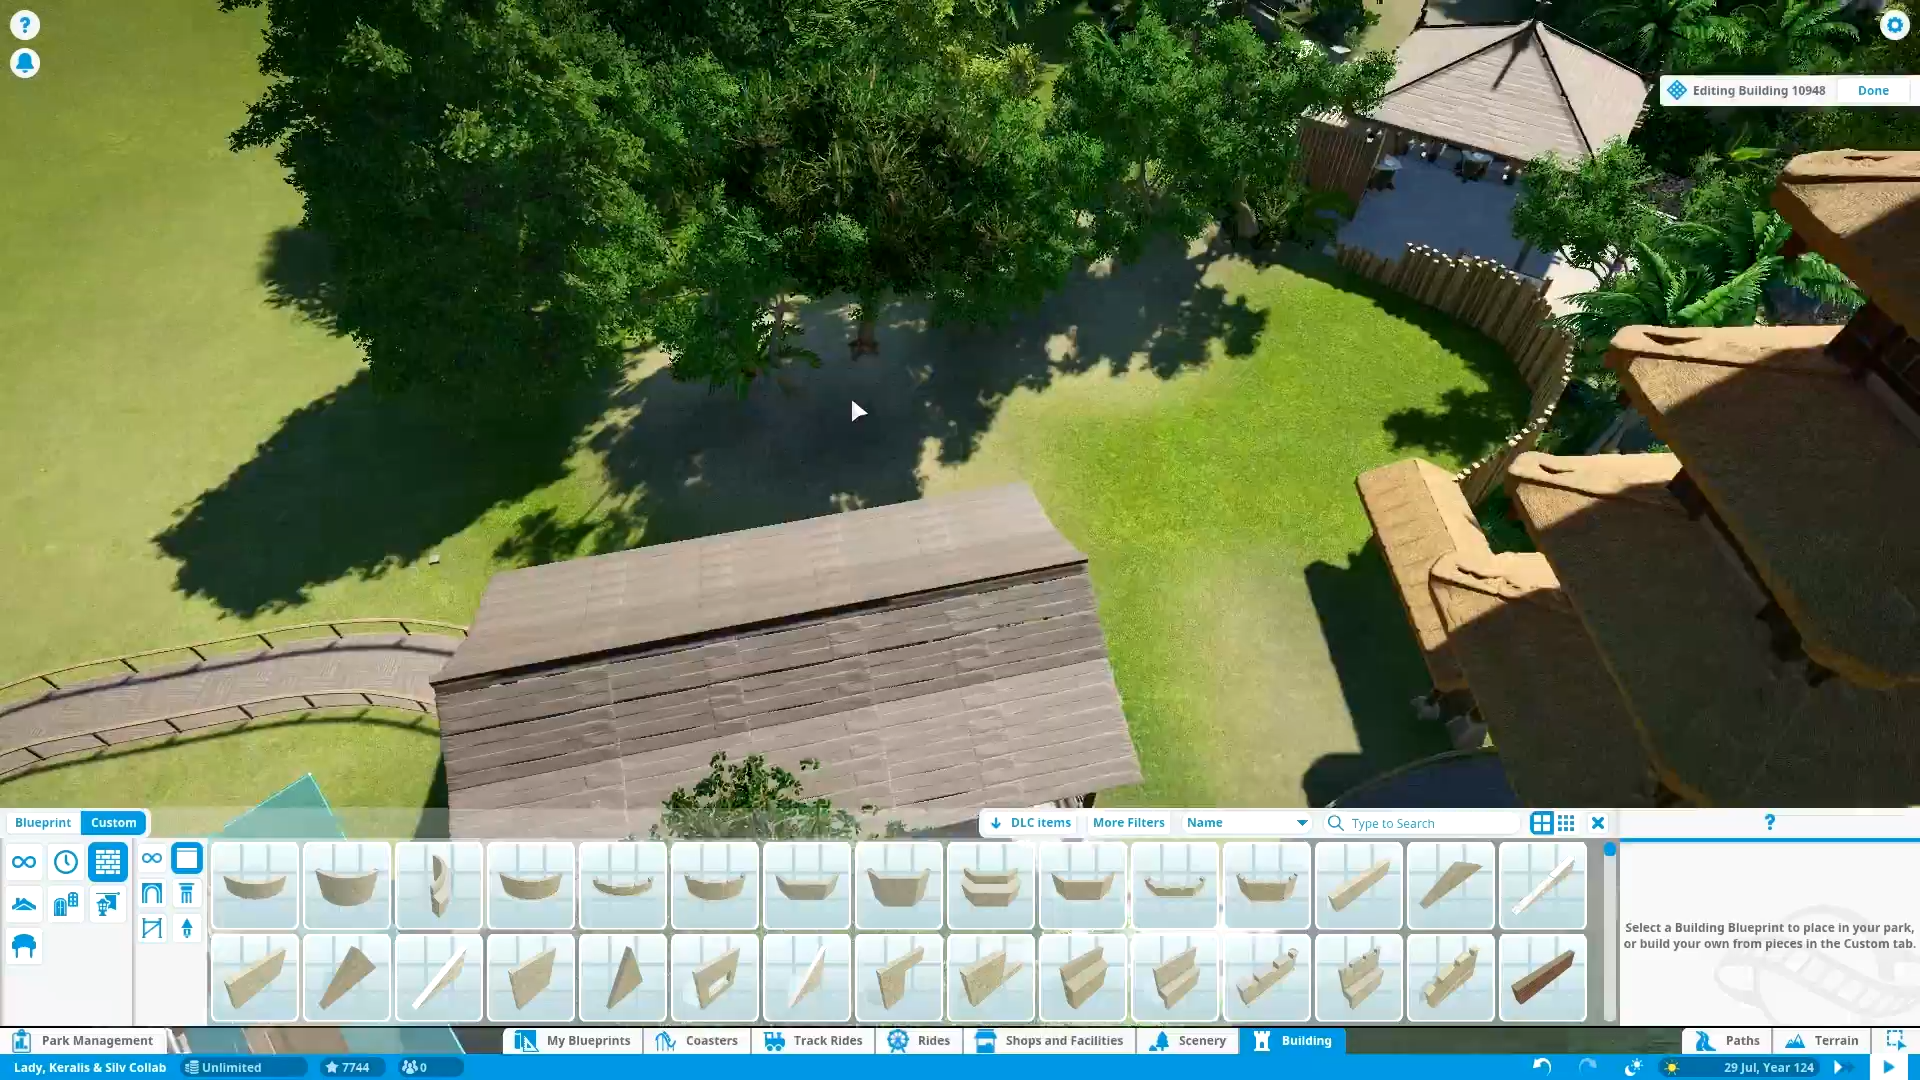 ?
Editing Building 10948 Done
Blueprint Custom
DLC items More Filters Name Type to Search ?
Select a Building Blueprint to place in your park,
or build your own from pieces in the Custom tab.
Park Management My Blueprints Coasters Track Rides Rides Shops and Facilities Scenery Building Paths Terrain
Lady, Keralis & Silv Collab Unlimited 7744 0 29 Jul, Year 124